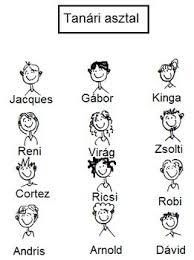 Tanári asztal
Jacques Gábor Kinga
Reni Virág Zsolti
Cortez Ricsi Robi
Andris Arnold Dávid